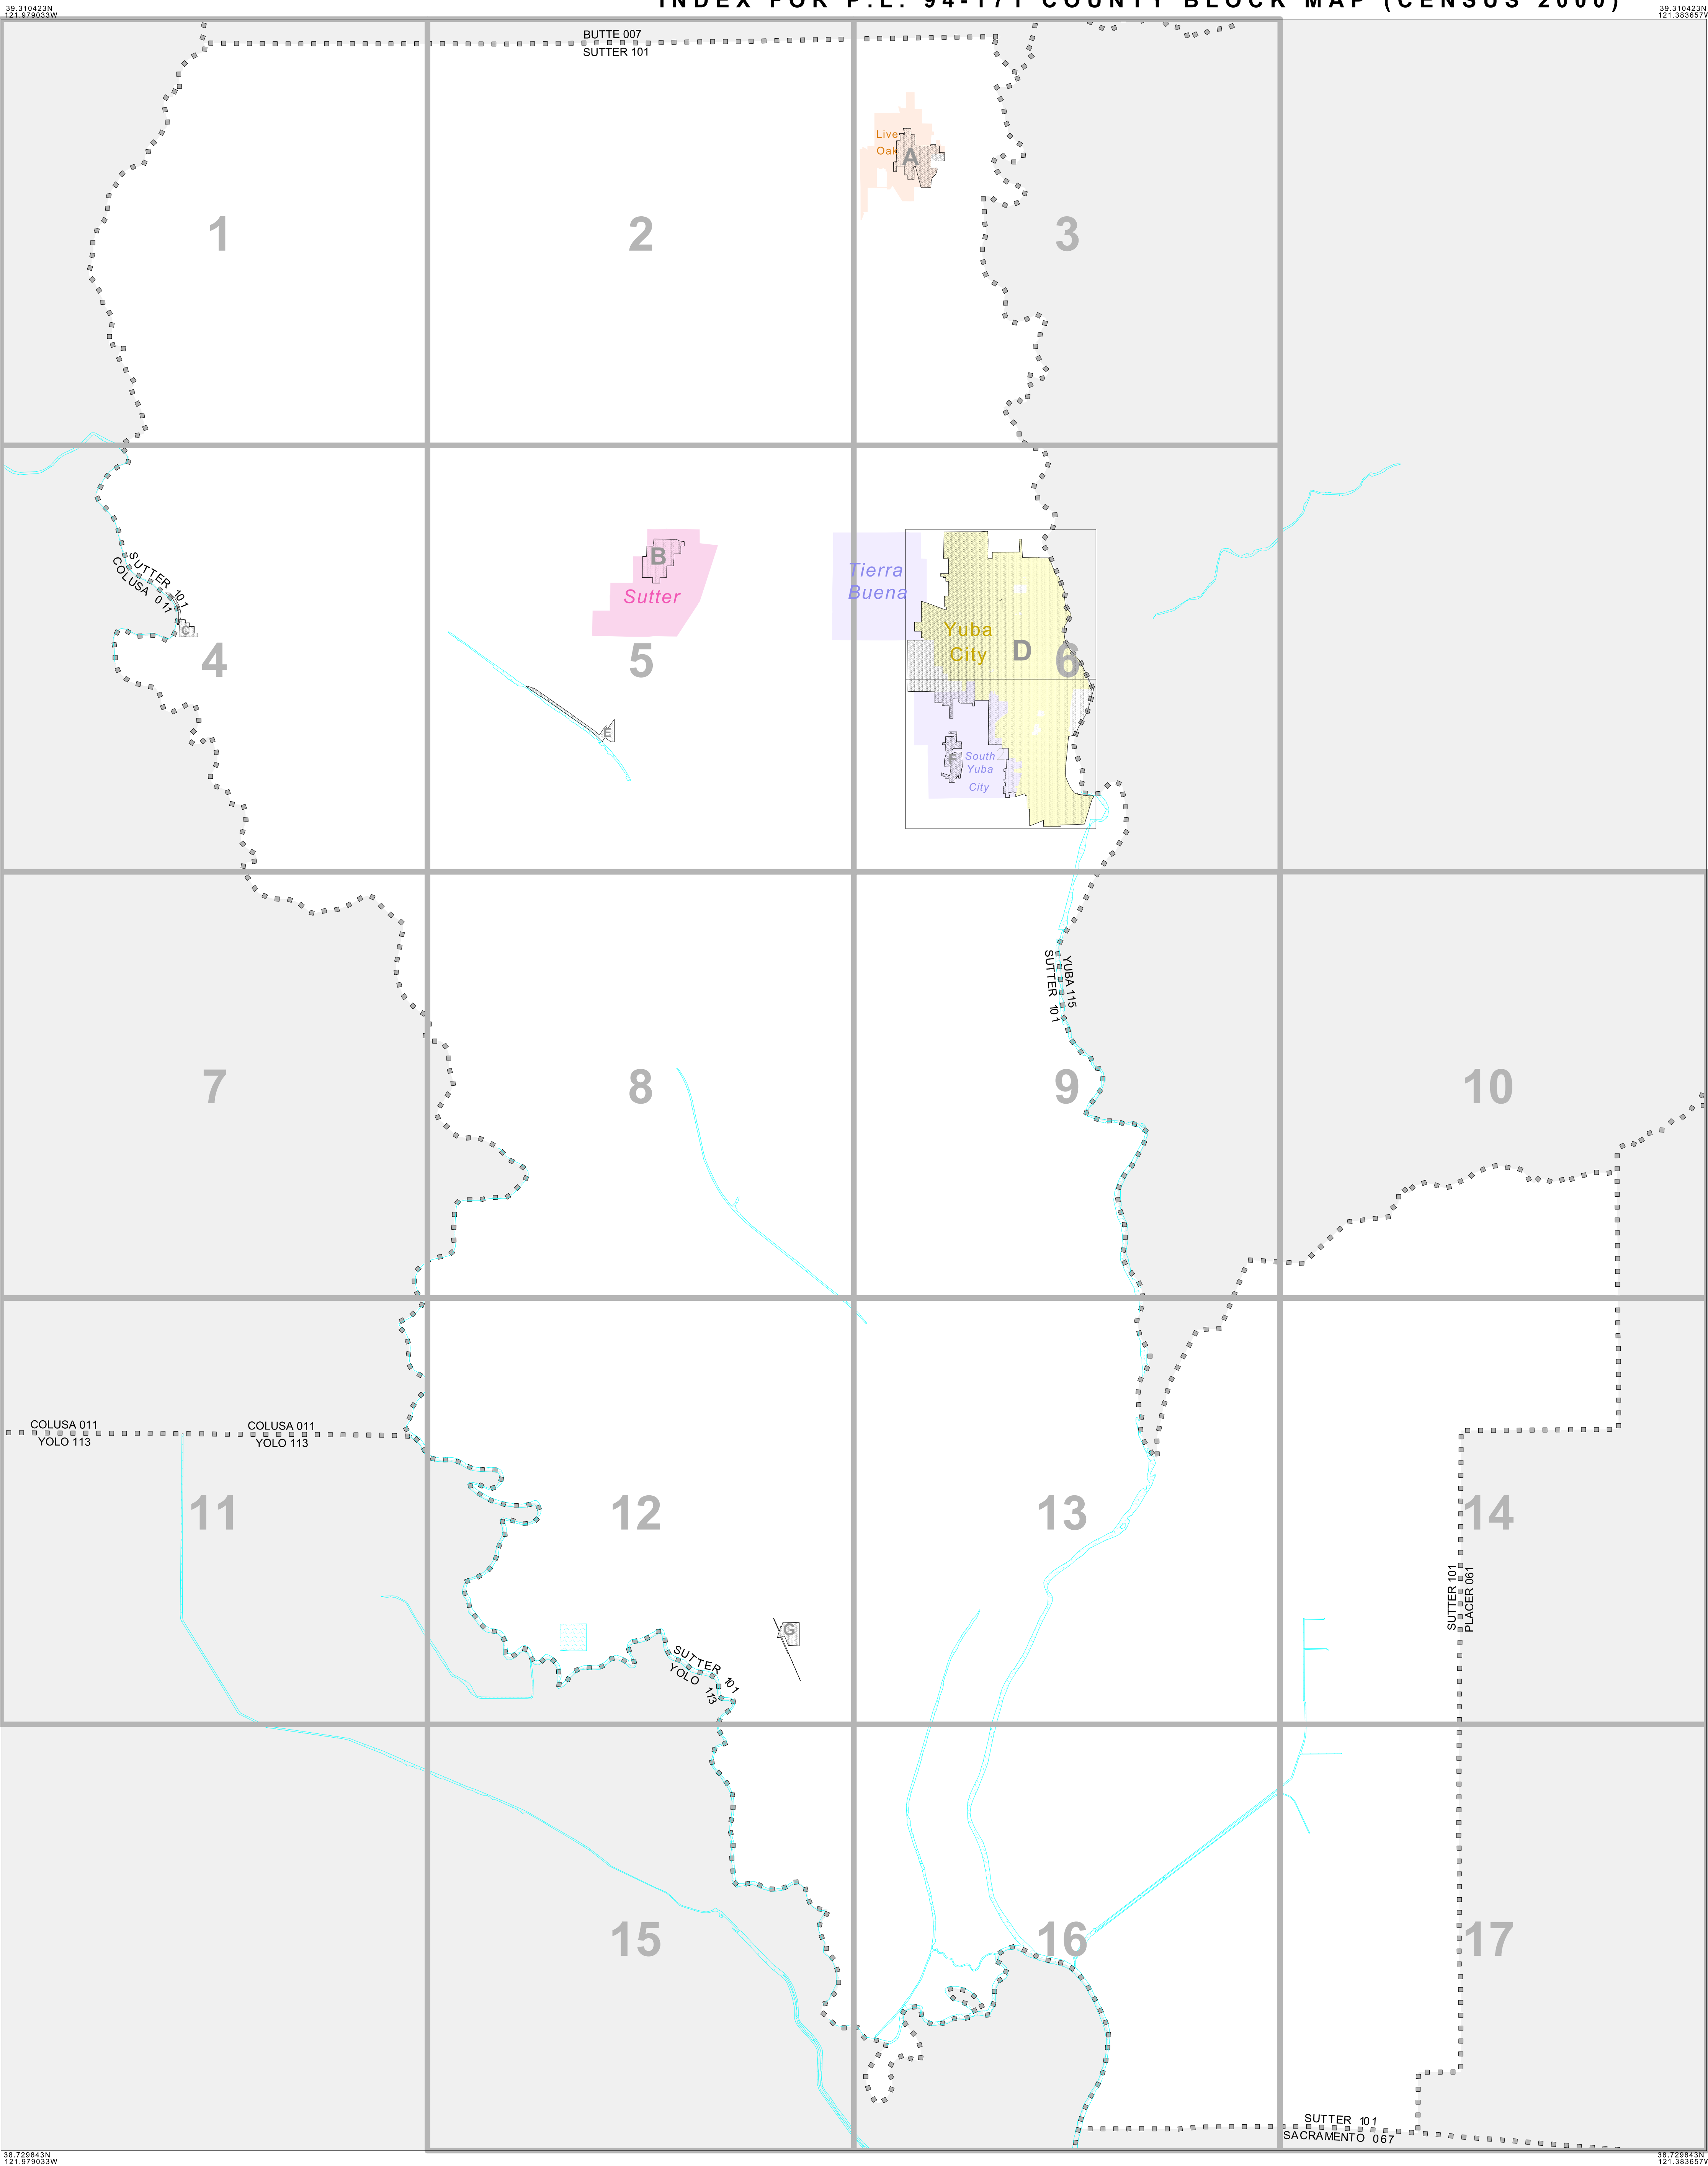 INDEX FOR P.L. 94-171 COUNTY BLOCK MAP (CENSUS 2000)
39.310423N
121.979033W
39.310423N
121.383657W
BUTTE 007
SUTTER 101
Live
Oak
A
1
2
3
SUTTER 101
COLUSA 011
C
B
Sutter
Tierra
Buena
1
Yuba
City
D
4
5
6
E
F
2
South
Yuba
City
YUBA 115
SUTTER 101
7
8
9
10
COLUSA 011
YOLO 113
COLUSA 011
YOLO 113
11
12
13
14
SUTTER 101
PLACER 061
G
SUTTER 101
YOLO 113
15
16
17
SUTTER 101
SACRAMENTO 067
38.729843N
121.979033W
38.729843N
121.383657W